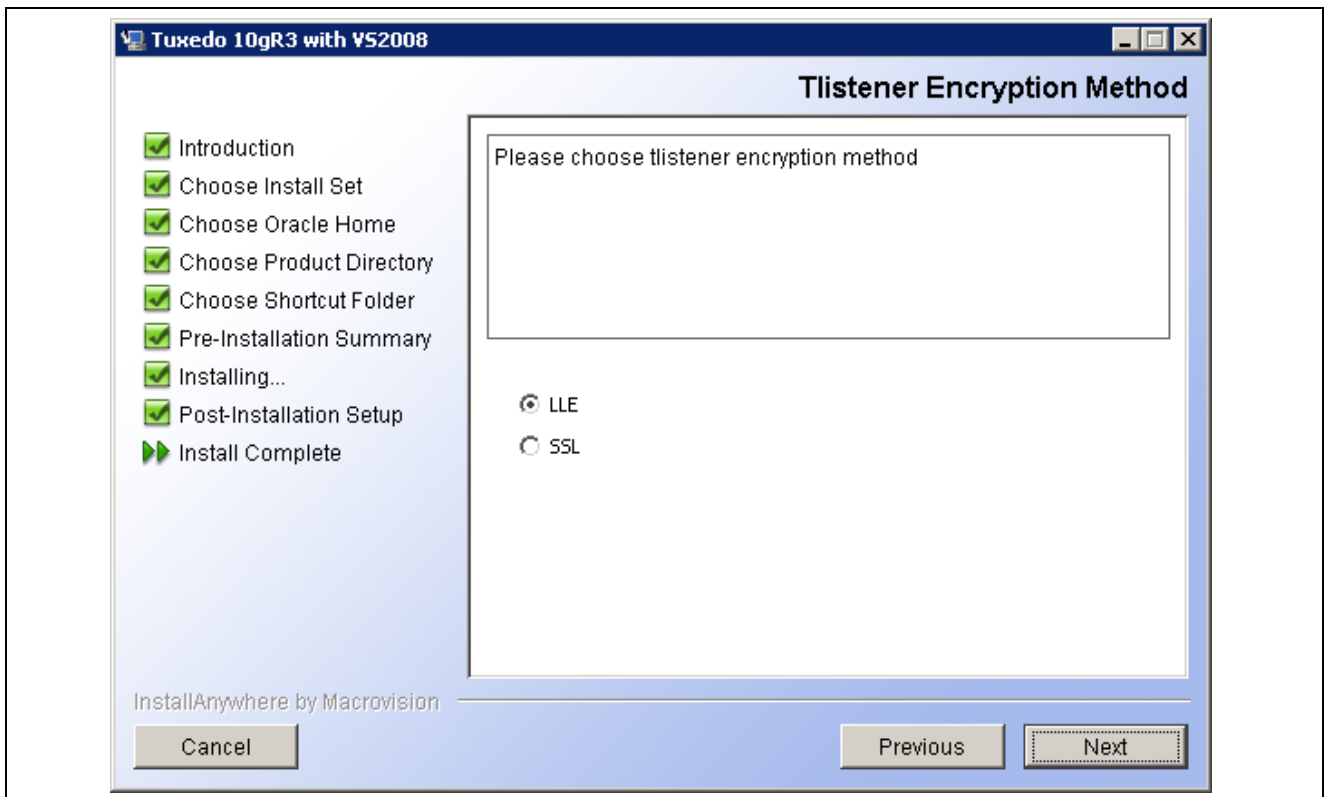 Tuxedo 10gR3 with VS2008
Tlistener Encryption Method
Introduction
Choose Install Set
Choose Oracle Home
Choose Product Directory
Choose Shortcut Folder
Pre-Installation Summary
Installing...
Post-Installation Setup
Install Complete
Please choose tlistener encryption method
LLE
SSL
InstallAnywhere by Macrovision
Cancel
Previous
Next